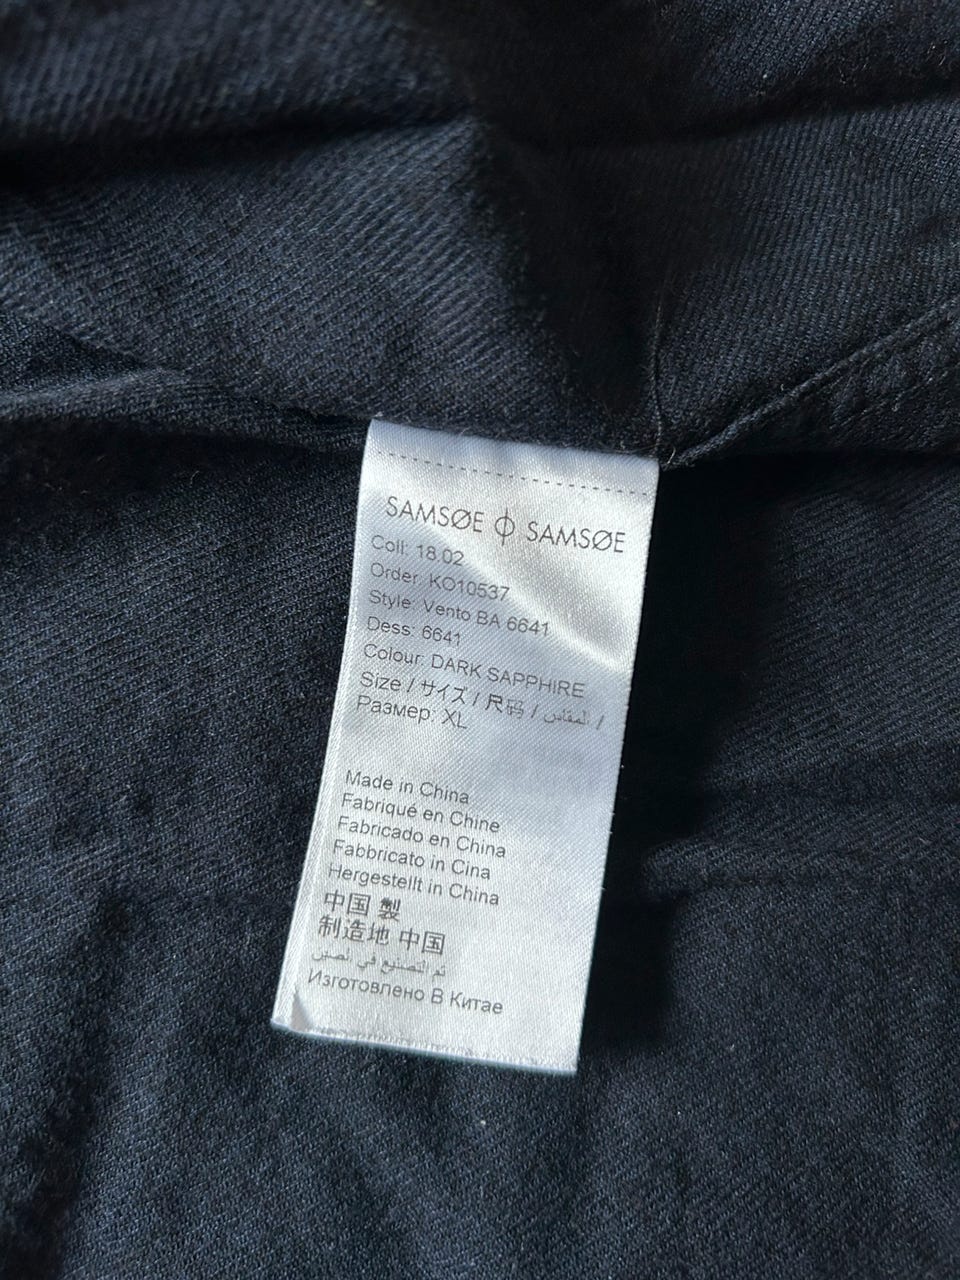 SAMSØE ϕ SAMSØE
Coll: 18.02
Order: KO10537
Style: Vento BA 6641
Dess: 6641
Colour: DARK SAPPHIRE
Size / サイズ / 尺码 / المقاس /
Размер: XL
Made in China
Fabriqué en Chine
Fabricado en China
Fabbricato in Cina
Hergestellt in China
中国 製
制造地 中国
تم التصنيع في الصين
Изготовлено В Китае